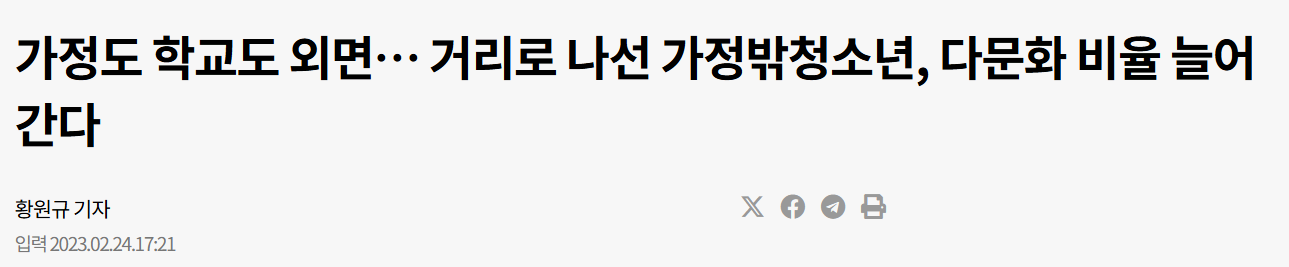 가정도 학교도 외면… 거리로 나선 가정밖청소년, 다문화 비율 늘어
간다
황원규 기자
입력 2023.02.24.17:21